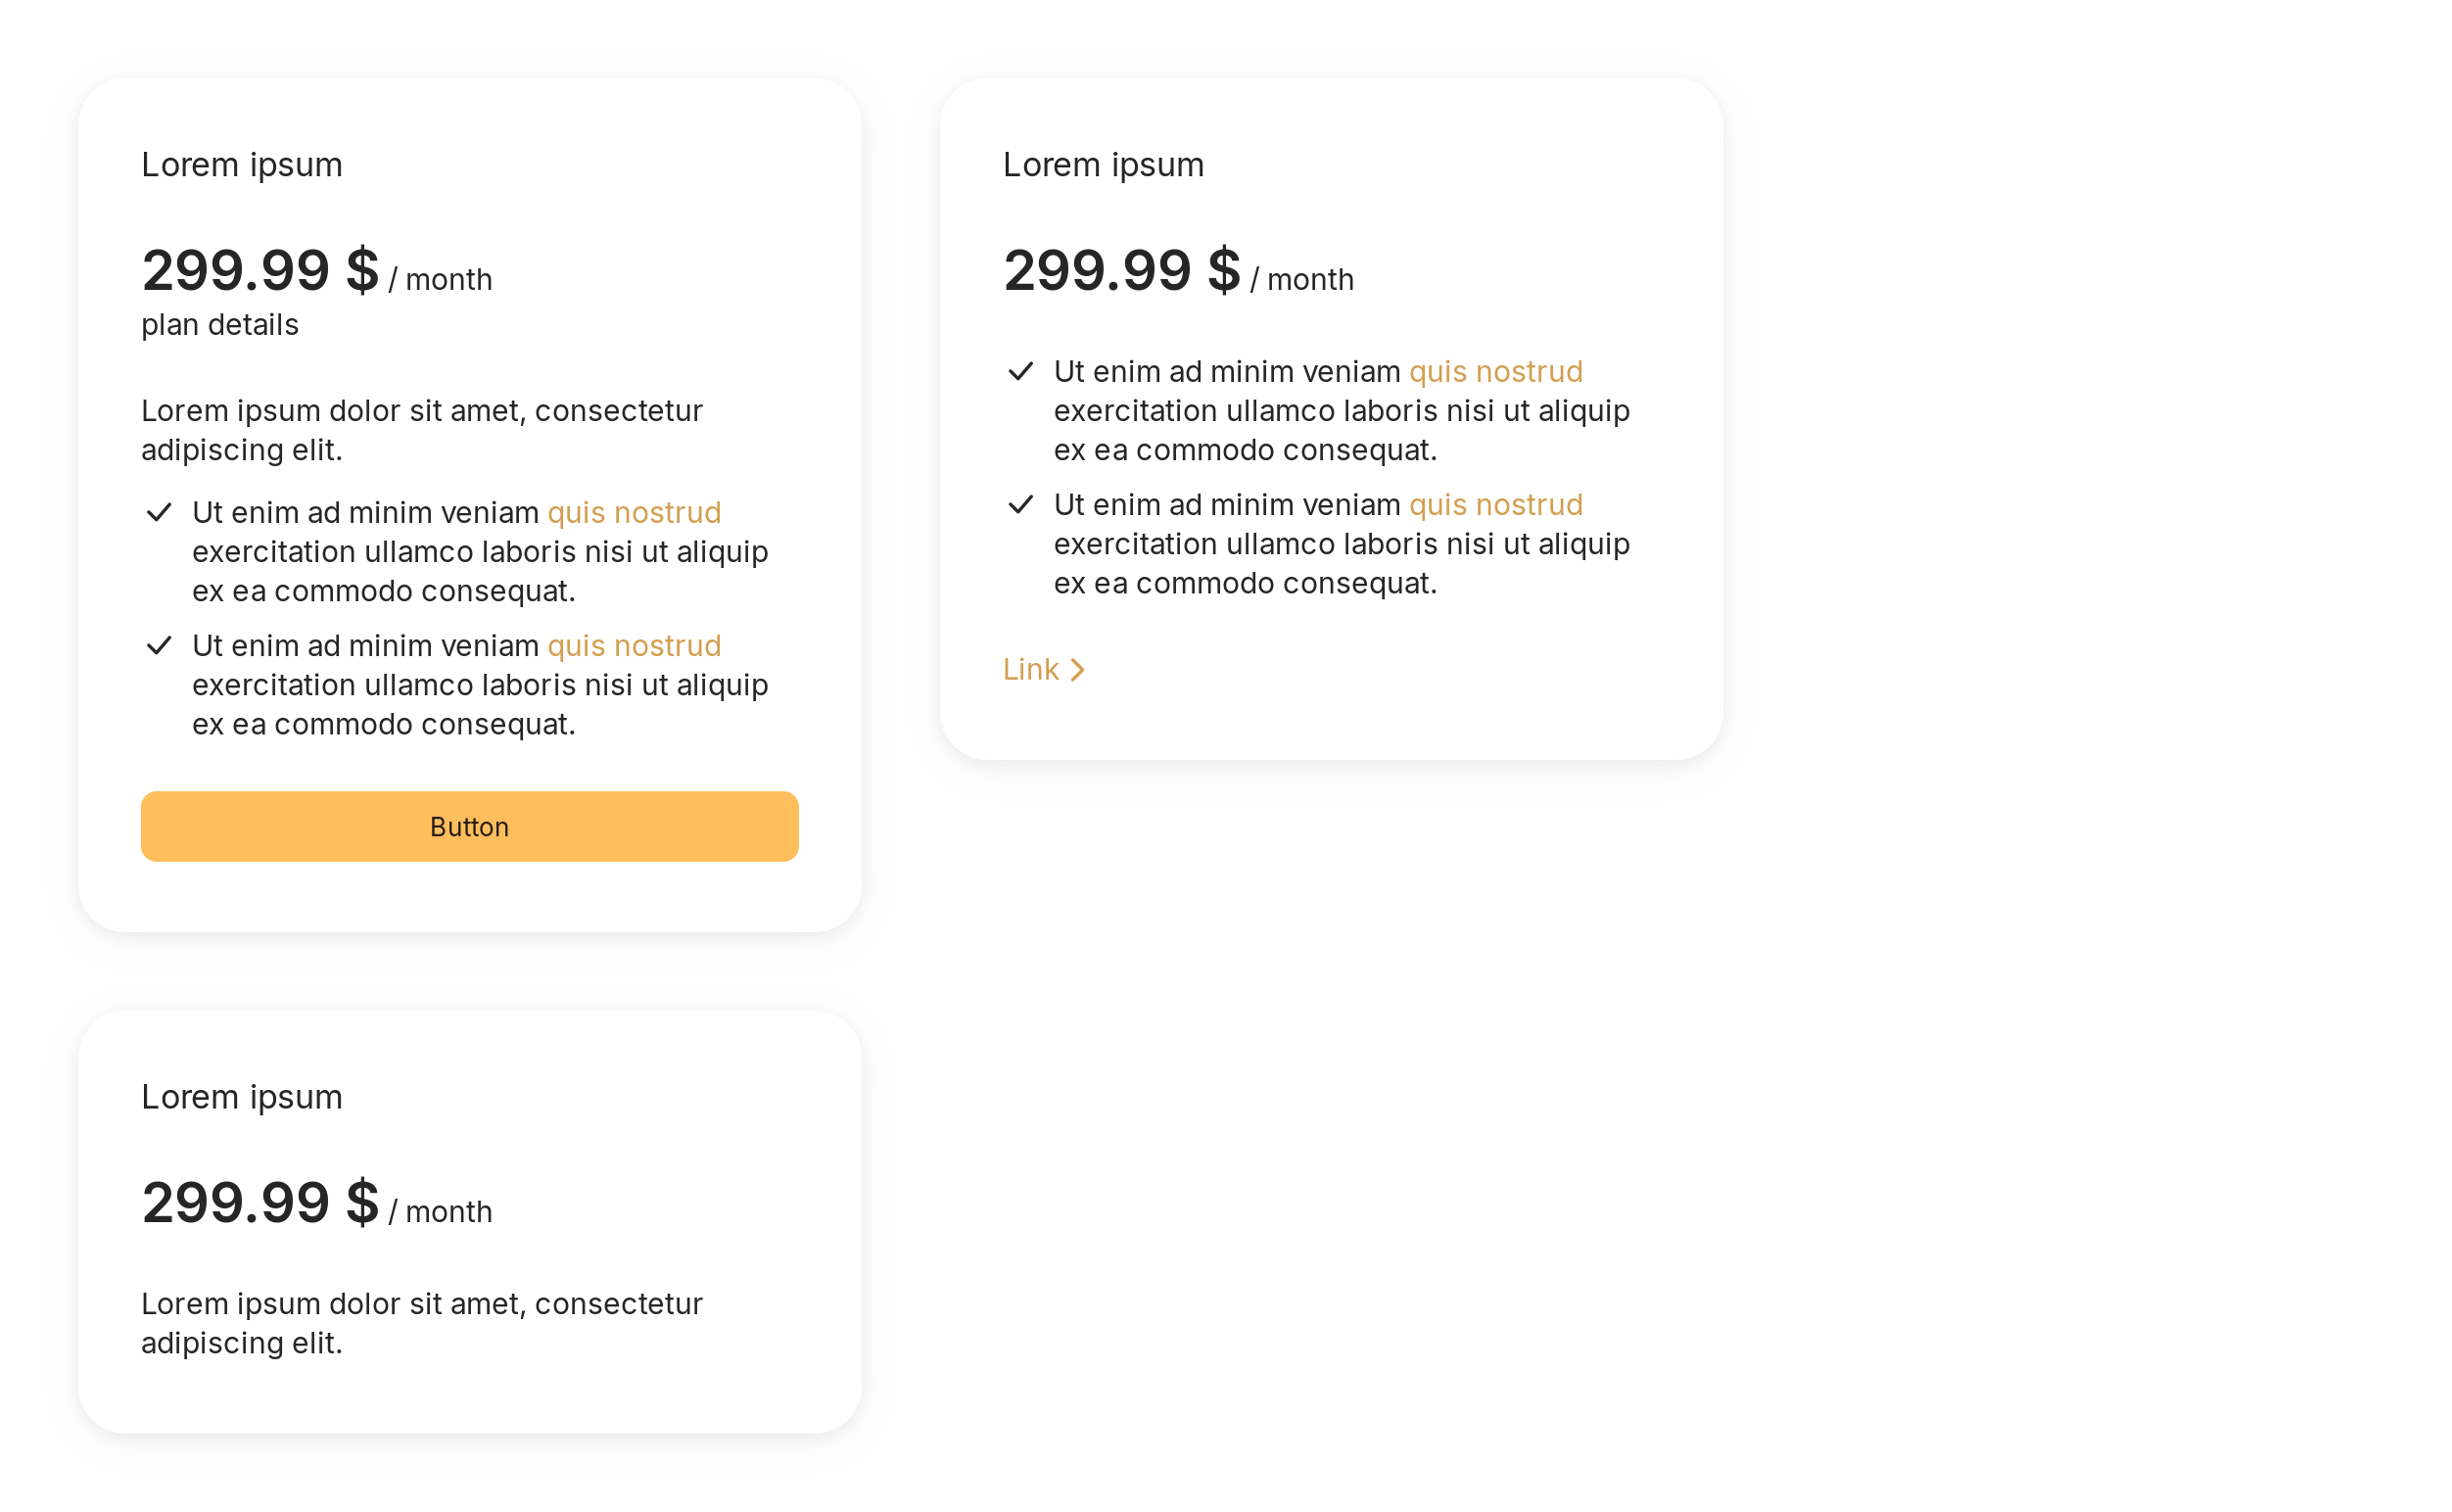 Lorem ipsum
299.99 $ / month
plan details
Lorem ipsum dolor sit amet, consectetur
adipiscing elit.
Ut enim ad minim veniam quis nostrud
exercitation ullamco laboris nisi ut aliquip
ex ea commodo consequat.
Ut enim ad minim veniam quis nostrud
exercitation ullamco laboris nisi ut aliquip
ex ea commodo consequat.
Button
Lorem ipsum
299.99 $ / month
Ut enim ad minim veniam quis nostrud
exercitation ullamco laboris nisi ut aliquip
ex ea commodo consequat.
Ut enim ad minim veniam quis nostrud
exercitation ullamco laboris nisi ut aliquip
ex ea commodo consequat.
Link
Lorem ipsum
299.99 $ / month
Lorem ipsum dolor sit amet, consectetur
adipiscing elit.